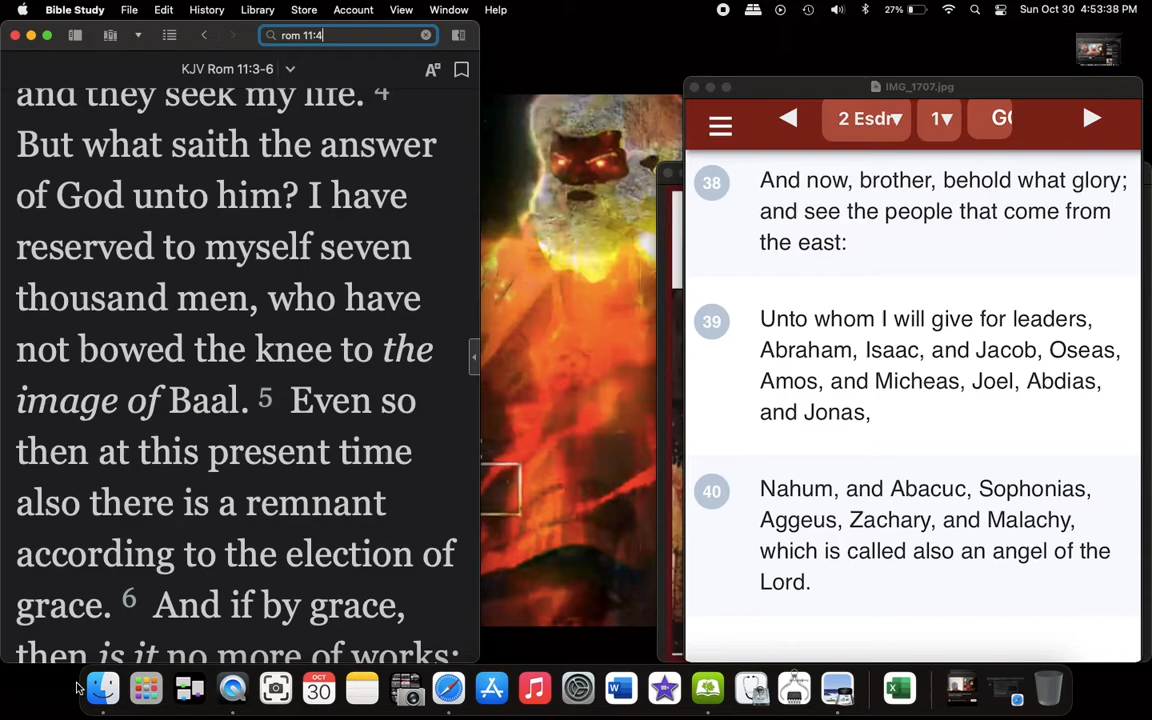 Bible Study File Edit History Library Store Account View Window Help
27% Sun Oct 30 4:53:38 PM
rom 11:4
KJV Rom 11:3-6
and they seek my life. 4
But what saith the answer
of God unto him? I have
reserved to myself seven
thousand men, who have
not bowed the knee to the
image of Baal. 5 Even so
then at this present time
also there is a remnant
according to the election of
grace. 6 And if by grace,
then is it no more of works:
IMG_1707.jpg
2 Esdr▼ 1▼
38 And now, brother, behold what glory;
and see the people that come from
the east:
39 Unto whom I will give for leaders,
Abraham, Isaac, and Jacob, Oseas,
Amos, and Micheas, Joel, Abdias,
and Jonas,
40 Nahum, and Abacuc, Sophonias,
Aggeus, Zachary, and Malachy,
which is called also an angel of the
Lord.
OCT
30